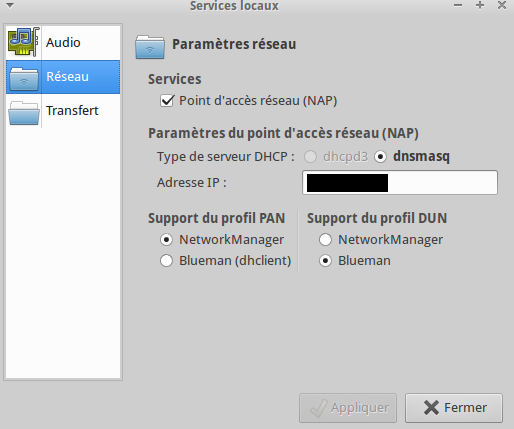 Services locaux
Audio
Réseau
Transfert
Paramètres réseau
Services
Point d'accès réseau (NAP)
Paramètres du point d'accès réseau (NAP)
Type de serveur DHCP : dhcpd3 dnsmasq
Adresse IP :
Support du profil PAN Support du profil DUN
NetworkManager NetworkManager
Blueman (dhclient) Blueman
Appliquer Fermer